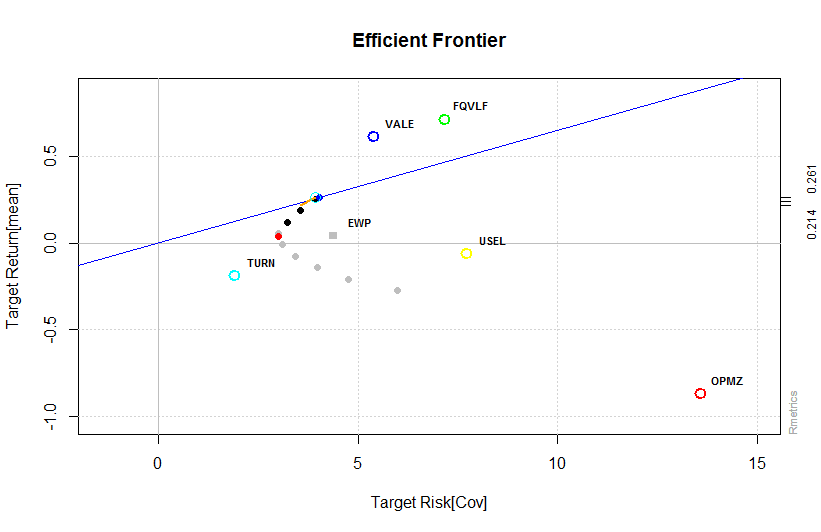 Efficient Frontier
Target Return[mean]
0.5
0.0
-0.5
-1.0
FQVLF
VALE
EWP
USEL
TURN
OPMZ
0.261
0.214
Rmetrics
0
5
10
15
Target Risk[Cov]